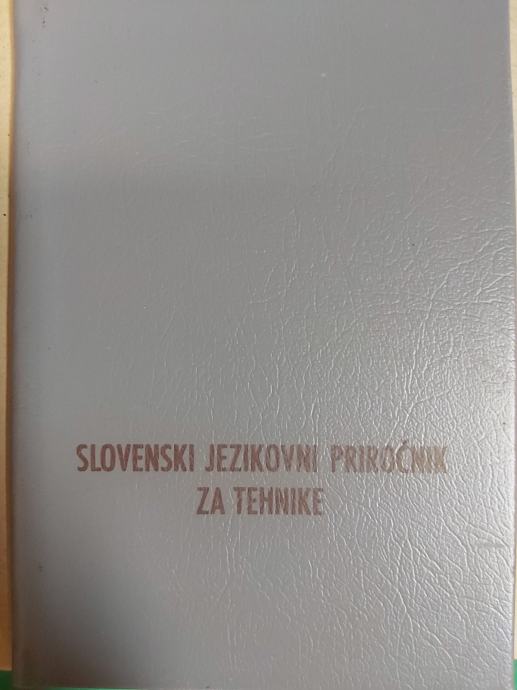 SLOVENSKI JEZIKOVNI PRIROČNIK
ZA TEHNIKE